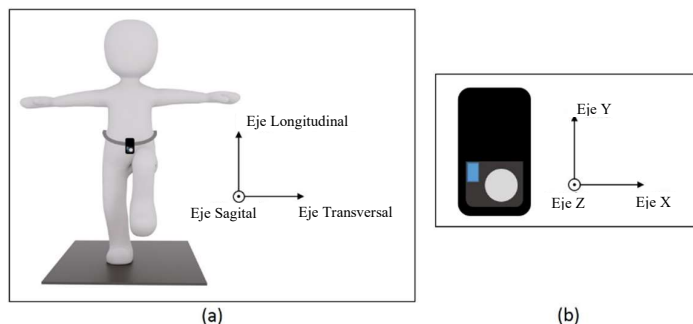 Eje Longitudinal
Eje Sagital
Eje Transversal
(a)
Eje Y
Eje Z
Eje X
(b)